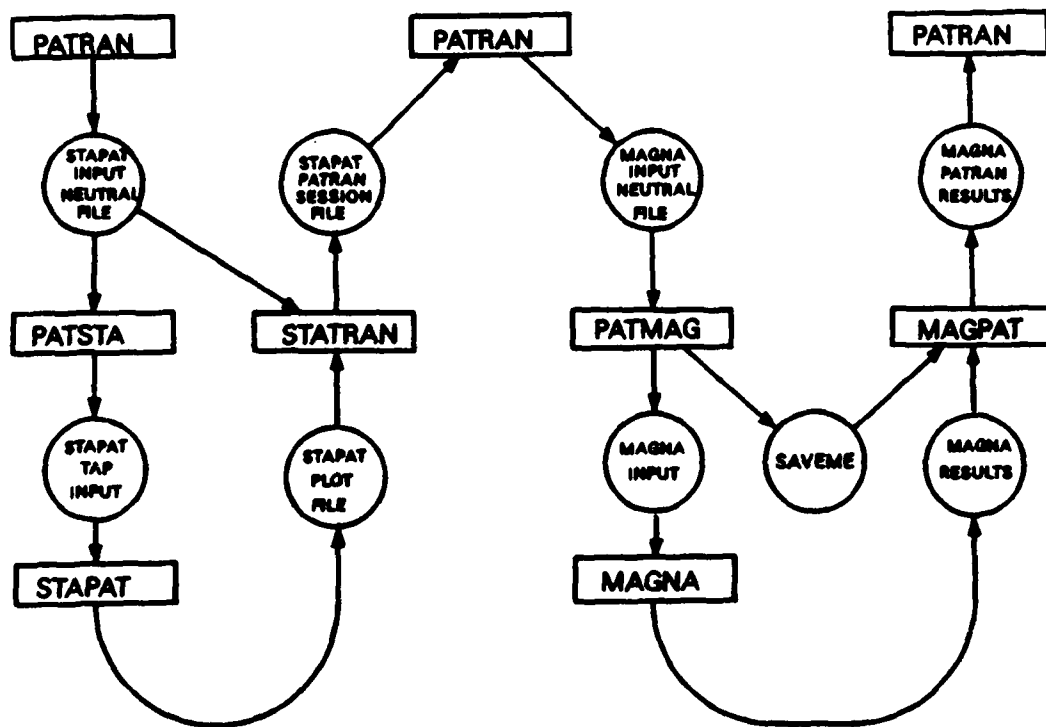 PATRAN
PATRAN
PATRAN
STAPAT
INPUT
NEUTRAL
FILE
STAPAT
PATRAN
SESSION
FILE
MAGNA
INPUT
NEUTRAL
FILE
MAGNA
PATRAN
RESULTS
PATSTA
STATRAN
PATMAG
MAGPAT
STAPAT
TAP
INPUT
STAPAT
PLOT
FILE
MAGNA
INPUT
SAVEME
MAGNA
RESULTS
STAPAT
MAGNA